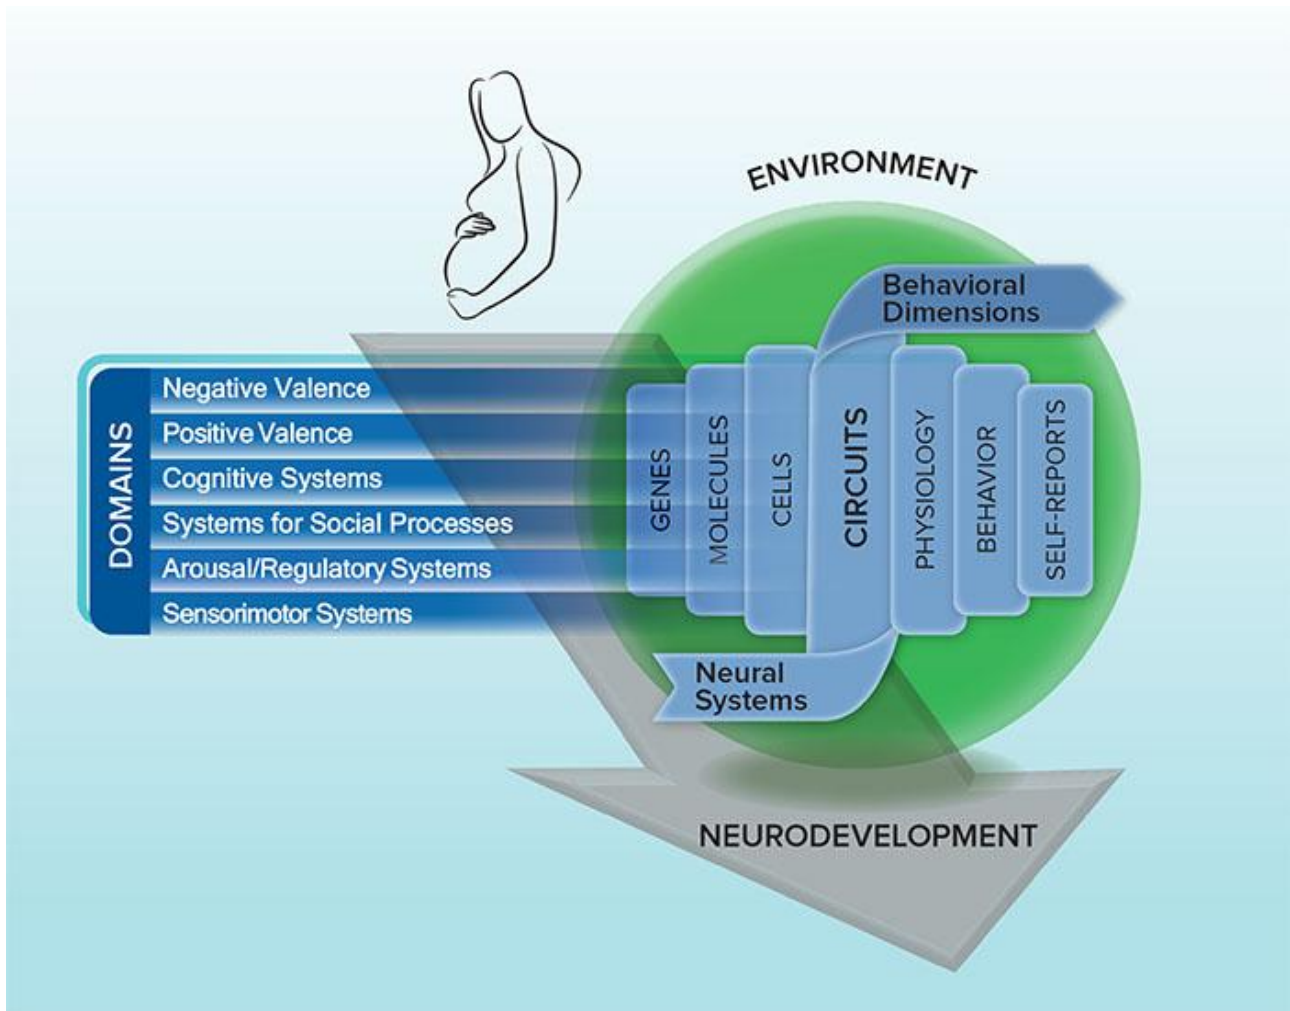 ENVIRONMENT
Behavioral
Dimensions
DOMAINS
Negative Valence
Positive Valence
Cognitive Systems
Systems for Social Processes
Arousal/Regulatory Systems
Sensorimotor Systems
GENES
MOLECULES
CELLS
CIRCUITS
PHYSIOLOGY
BEHAVIOR
SELF-REPORTS
Neural
Systems
NEURODEVELOPMENT